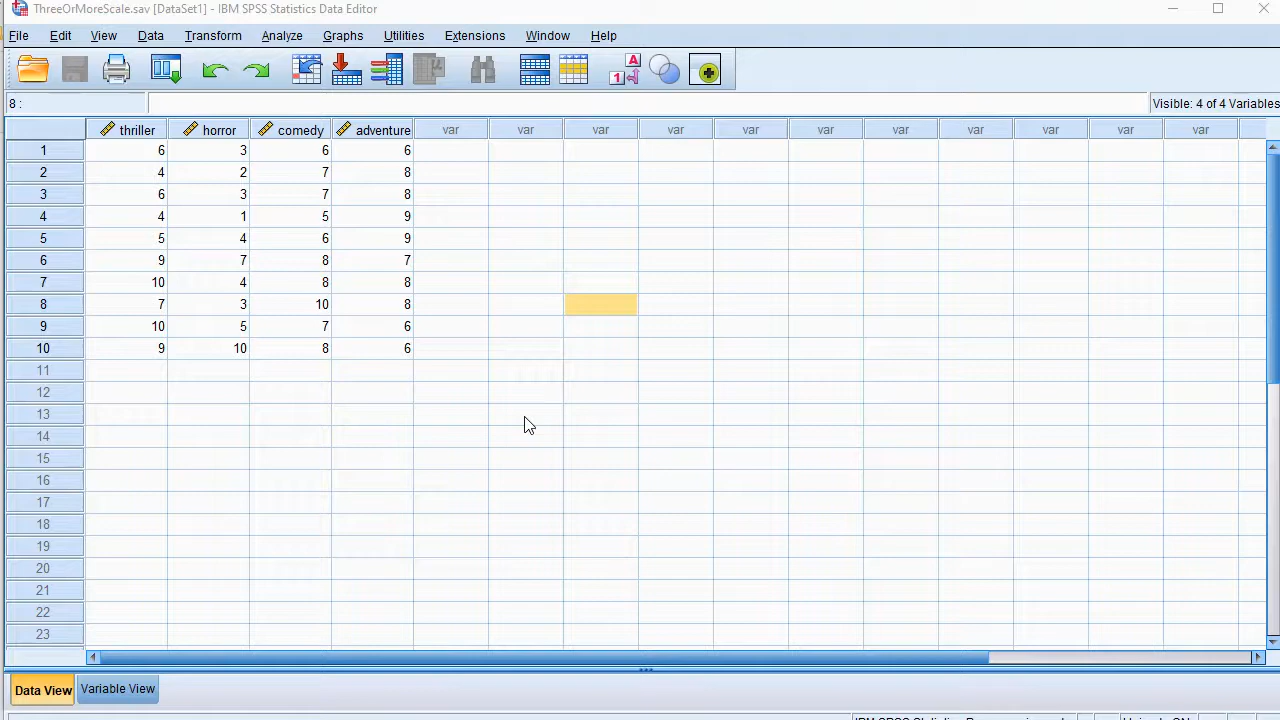 ThreeOrMoreScale.sav [DataSet1] - IBM SPSS Statistics Data Editor
File Edit View Data Transform Analyze Graphs Utilities Extensions Window Help
A
1
8 :
Visible: 4 of 4 Variables
thriller horror comedy adventure var var var var var var var var var var var
1 6 3 6 6
2 4 2 7 8
3 6 3 7 8
4 4 1 5 9
5 5 4 6 9
6 9 7 8 7
7 10 4 8 8
8 7 3 10 8
9 10 5 7 6
10 9 10 8 6
11
12
13
14
15
16
17
18
19
20
21
22
23
Data View Variable View